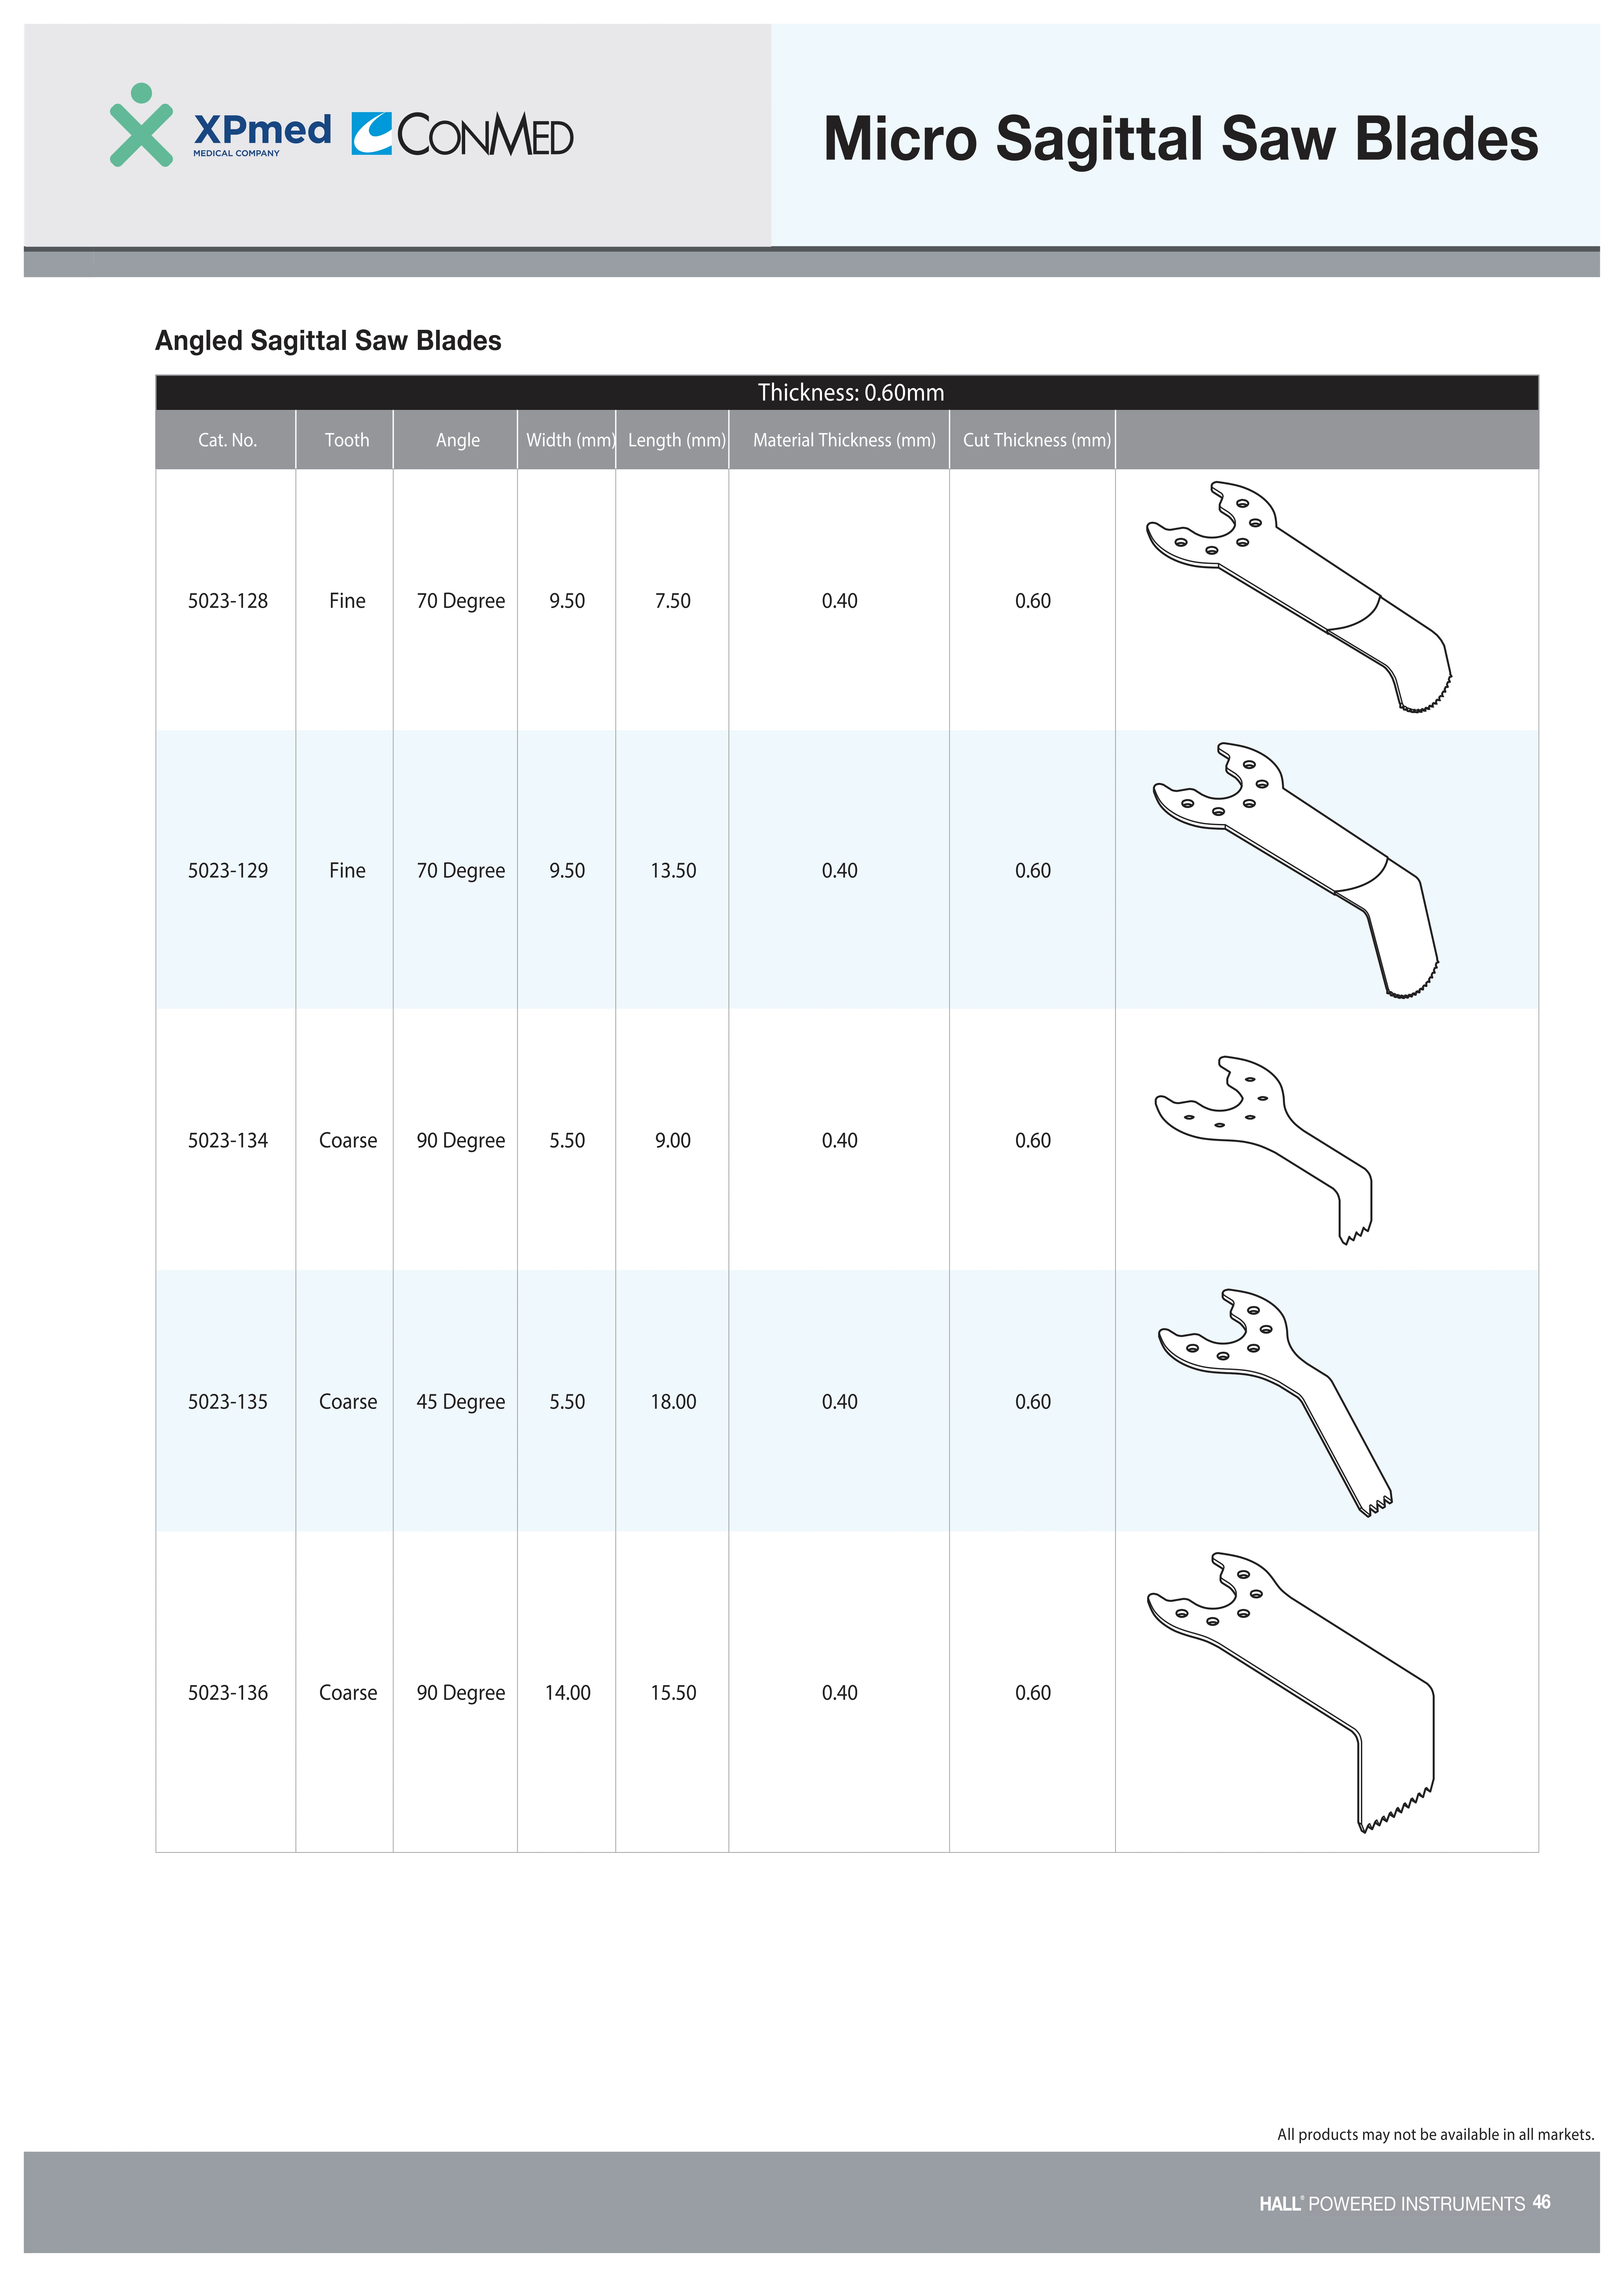 XPmed
MEDICAL COMPANY
CONMED
Micro Sagittal Saw Blades
Angled Sagittal Saw Blades
Thickness: 0.60mm
Cat. No. Tooth Angle Width (mm) Length (mm) Material Thickness (mm) Cut Thickness (mm)
5023-128 Fine 70 Degree 9.50 7.50 0.40 0.60
5023-129 Fine 70 Degree 9.50 13.50 0.40 0.60
5023-134 Coarse 90 Degree 5.50 9.00 0.40 0.60
5023-135 Coarse 45 Degree 5.50 18.00 0.40 0.60
5023-136 Coarse 90 Degree 14.00 15.50 0.40 0.60
All products may not be available in all markets.
HALL® POWERED INSTRUMENTS 46